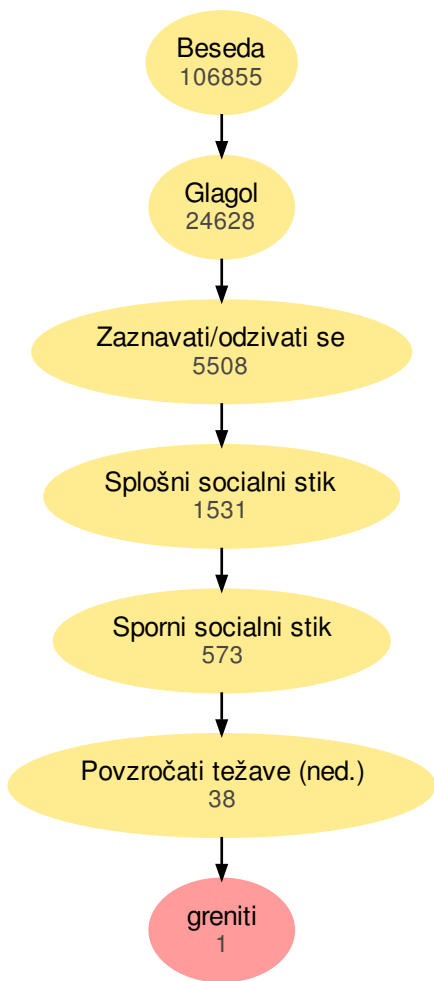 Beseda
106855
Glagol
24628
Zaznavati/odzivati se
5508
Splošni socialni stik
1531
Sporni socialni stik
573
Povzročati težave (ned.)
38
greniti
1